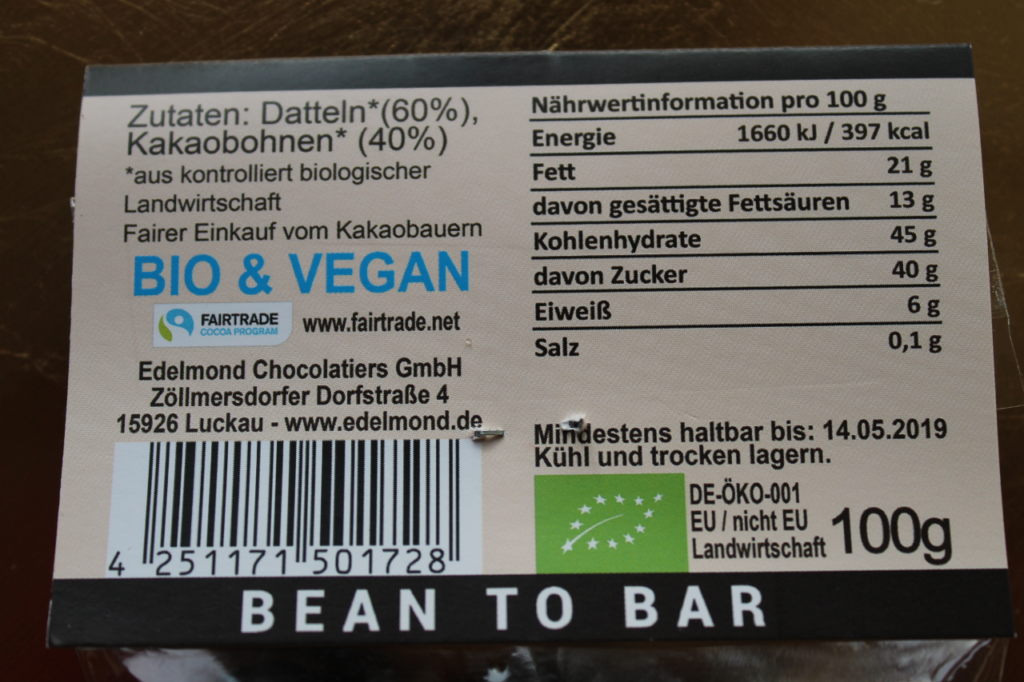 Zutaten: Datteln*(60%),
Kakaobohnen* (40%)
*aus kontrolliert biologischer
Landwirtschaft
Fairer Einkauf vom Kakaobauern
BIO & VEGAN
FAIRTRADE
COCOA PROGRAM
www.fairtrade.net
Edelmond Chocolatiers GmbH
Zöllmersdorfer Dorfstraße 4
15926 Luckau - www.edelmond.de
4 251171 501728
Nährwertinformation pro 100 g
Energie 1660 kJ / 397 kcal
Fett 21 g
davon gesättigte Fettsäuren 13 g
Kohlenhydrate 45 g
davon Zucker 40 g
Eiweiß 6 g
Salz 0,1 g
Mindestens haltbar bis: 14.05.2019
Kühl und trocken lagern.
DE-ÖKO-001
EU / nicht EU
Landwirtschaft
100g
BEAN TO BAR